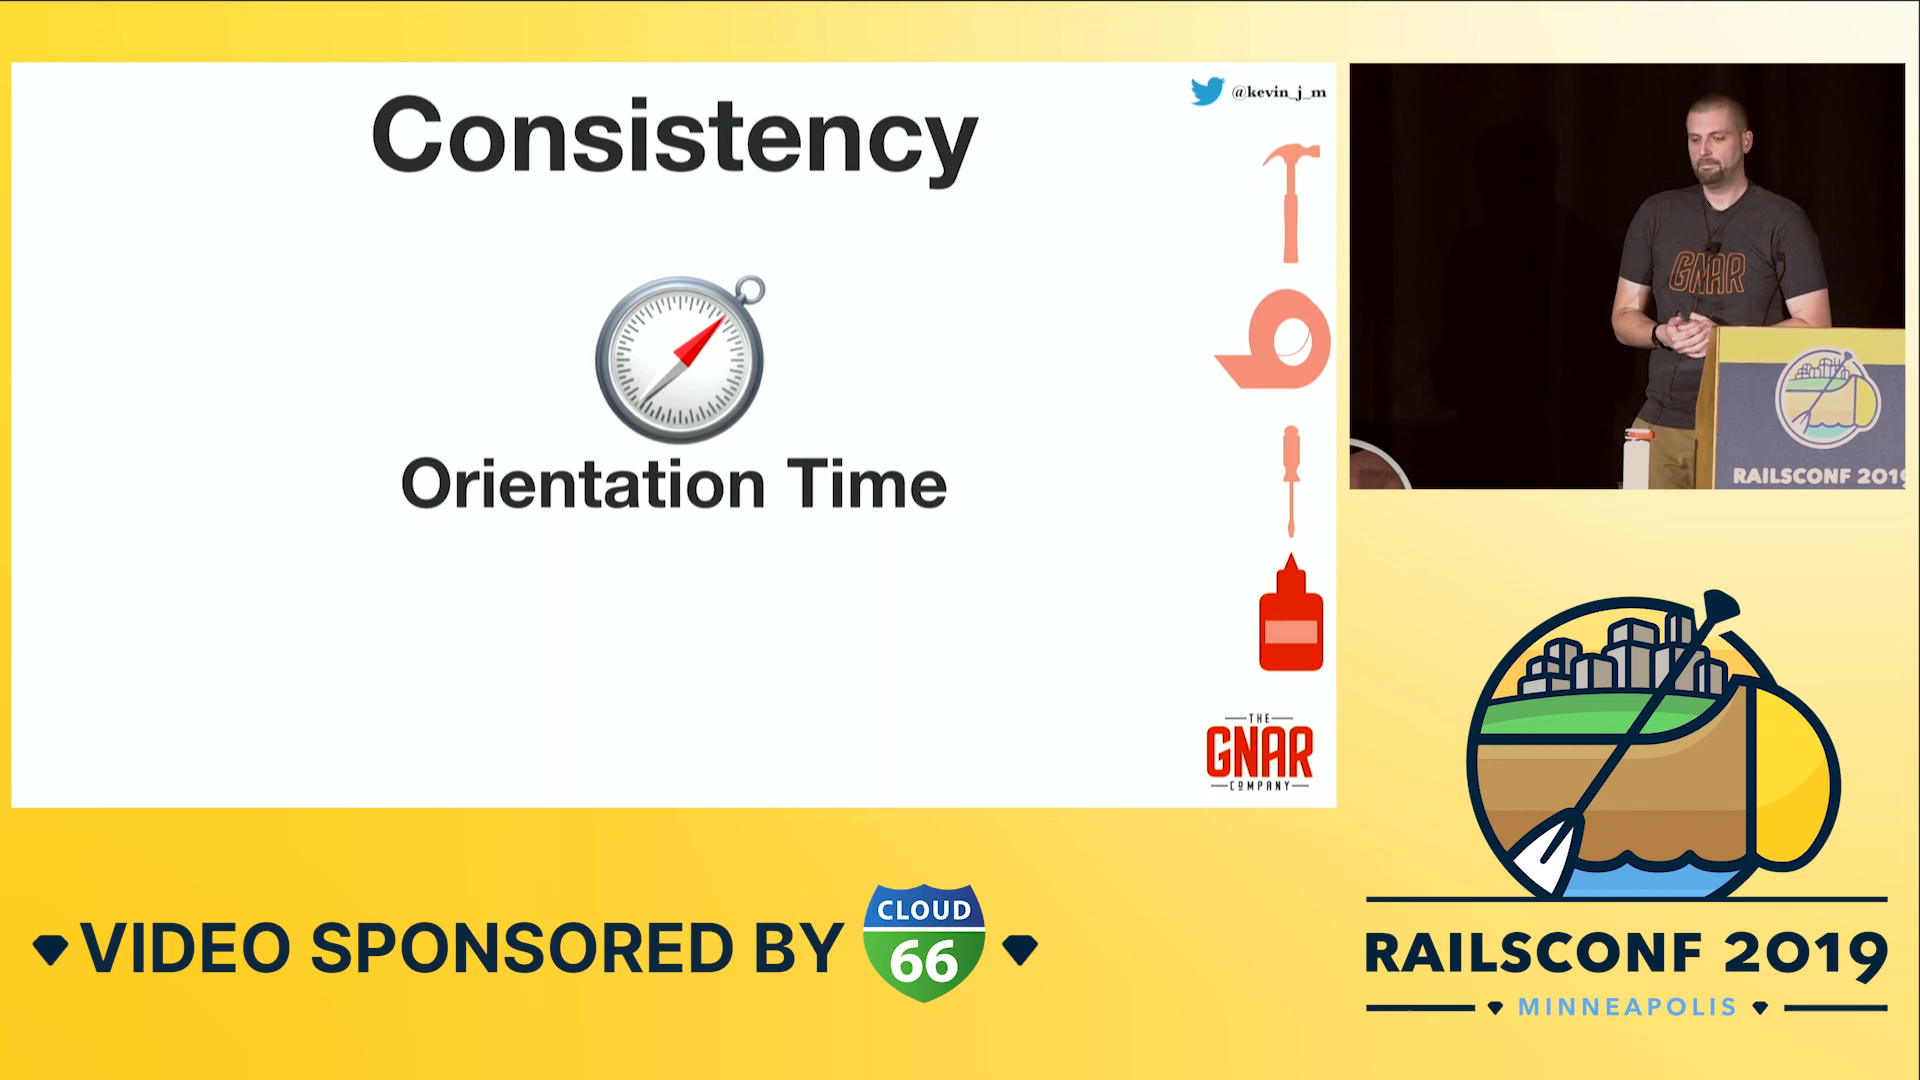 Consistency
@kevin_j_m
Orientation Time
THE
GNAR
COMPANY
GNAR
RAILSCONF 2019
VIDEO SPONSORED BY
CLOUD
66
RAILSCONF 2019
MINNEAPOLIS